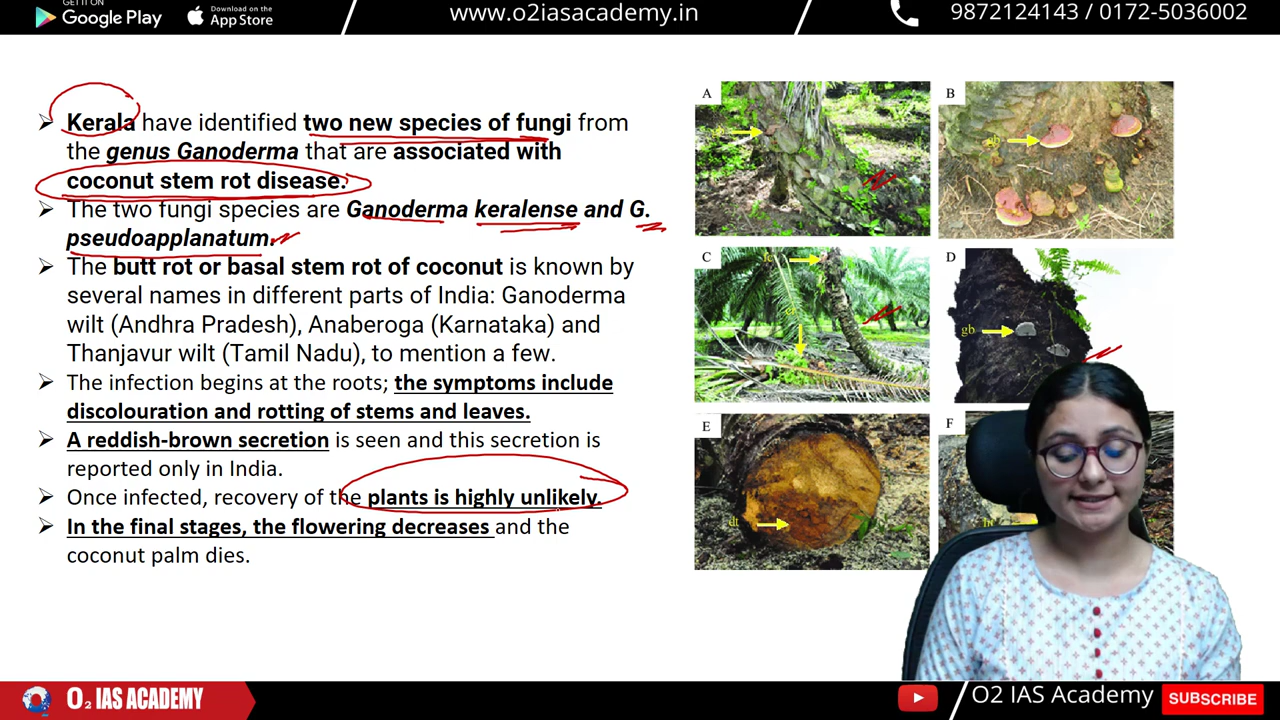 GET IT ON
Google Play
Download on the
App Store
www.o2iasacademy.in
9872124143 / 0172-5036002
Kerala have identified two new species of fungi from
the genus Ganoderma that are associated with
coconut stem rot disease.
The two fungi species are Ganoderma keralense and G.
pseudoapplanatum.
The butt rot or basal stem rot of coconut is known by
several names in different parts of India: Ganoderma
wilt (Andhra Pradesh), Anaberoga (Karnataka) and
Thanjavur wilt (Tamil Nadu), to mention a few.
The infection begins at the roots; the symptoms include
discolouration and rotting of stems and leaves.
A reddish-brown secretion is seen and this secretion is
reported only in India.
Once infected, recovery of the plants is highly unlikely.
In the final stages, the flowering decreases and the
coconut palm dies.
A
B
C
D
gb
E
dt
F
O2 IAS ACADEMY
O2 IAS Academy
SUBSCRIBE